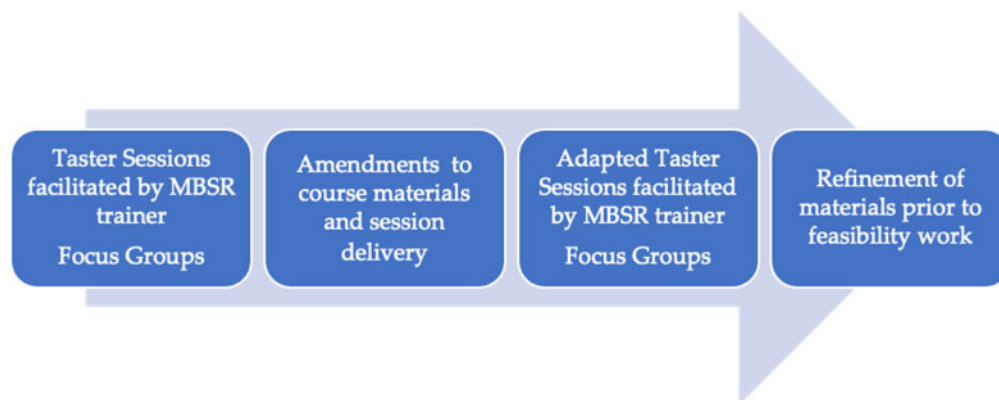 Taster Sessions
facilitated by MBSR
trainer
Focus Groups
Amendments to
course materials
and session
delivery
Adapted Taster
Sessions facilitated
by MBSR trainer
Focus Groups
Refinement of
materials prior to
feasibility work